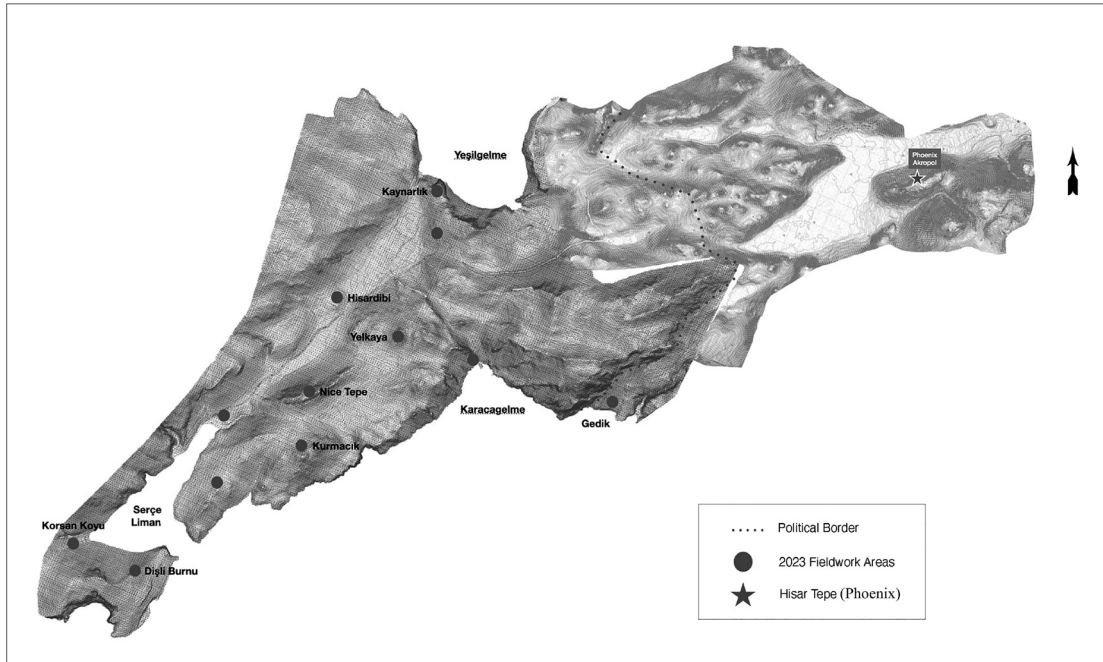 Yeşilgelme
Phoenix
Akropol
Kaynarlık
Hisardibi
Yelkaya
Nice Tepe
Karacagelme
Gedik
Kurmacık
Serçe
Liman
Korsan Koyu
Dişli Burnu
Political Border
2023 Fieldwork Areas
Hisar Tepe (Phoenix)